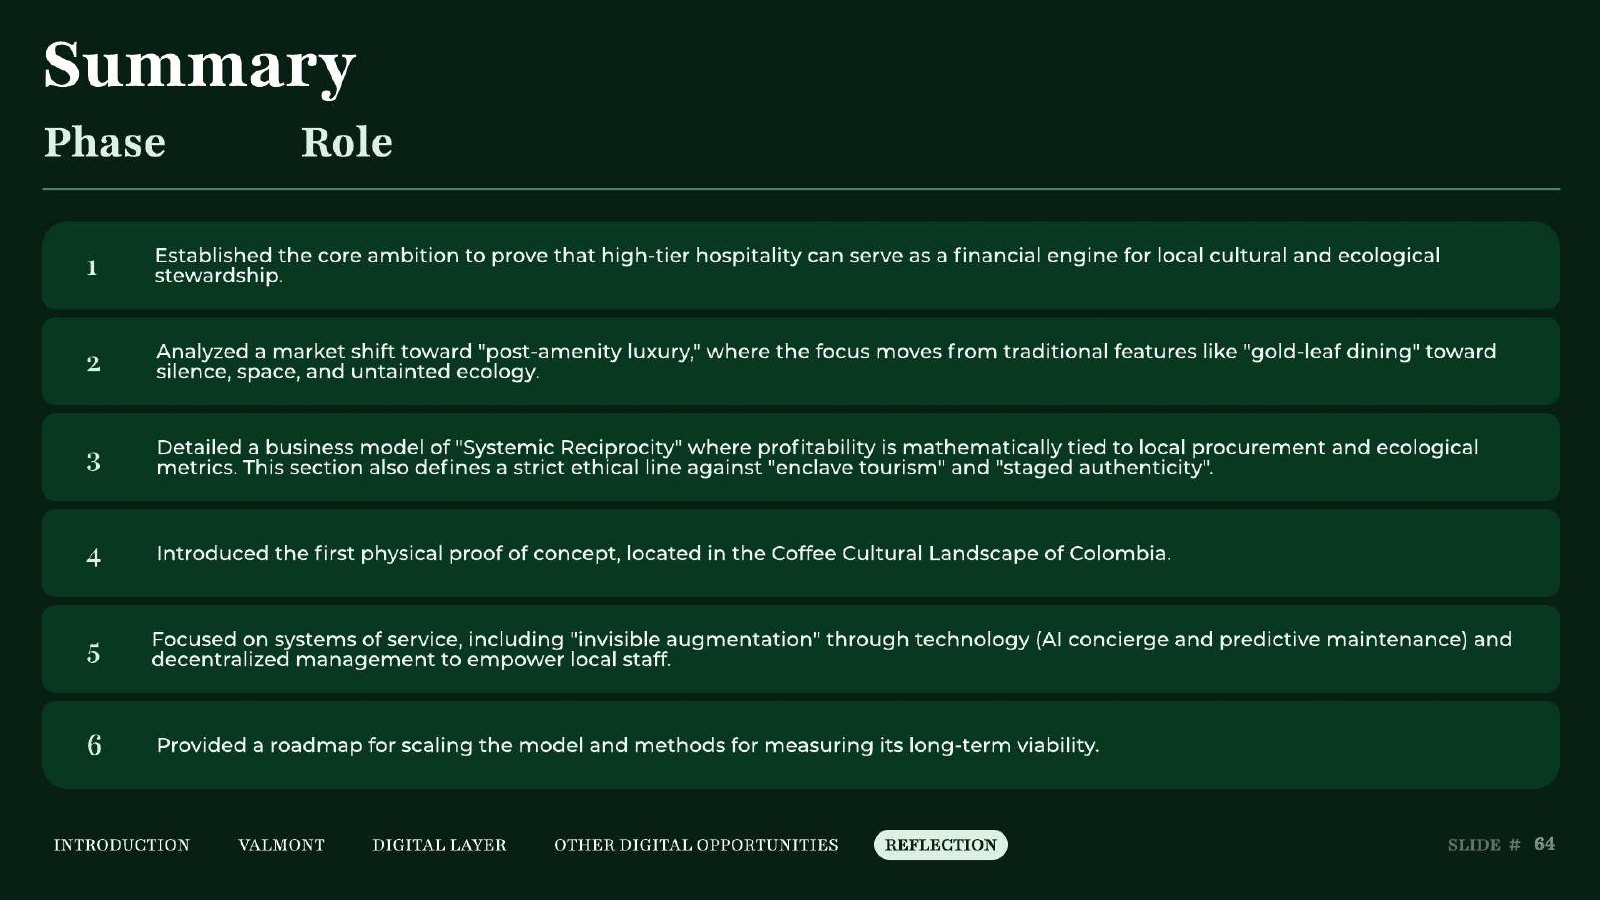 Summary
Phase Role
1 Established the core ambition to prove that high-tier hospitality can serve as a financial engine for local cultural and ecological
stewardship.
2 Analyzed a market shift toward "post-amenity luxury," where the focus moves from traditional features like "gold-leaf dining" toward
silence, space, and untainted ecology.
3 Detailed a business model of "Systemic Reciprocity" where profitability is mathematically tied to local procurement and ecological
metrics. This section also defines a strict ethical line against "enclave tourism" and "staged authenticity".
4 Introduced the first physical proof of concept, located in the Coffee Cultural Landscape of Colombia.
5 Focused on systems of service, including "invisible augmentation" through technology (AI concierge and predictive maintenance) and
decentralized management to empower local staff.
6 Provided a roadmap for scaling the model and methods for measuring its long-term viability.
INTRODUCTION VALMONT DIGITAL LAYER OTHER DIGITAL OPPORTUNITIES REFLECTION SLIDE # 64